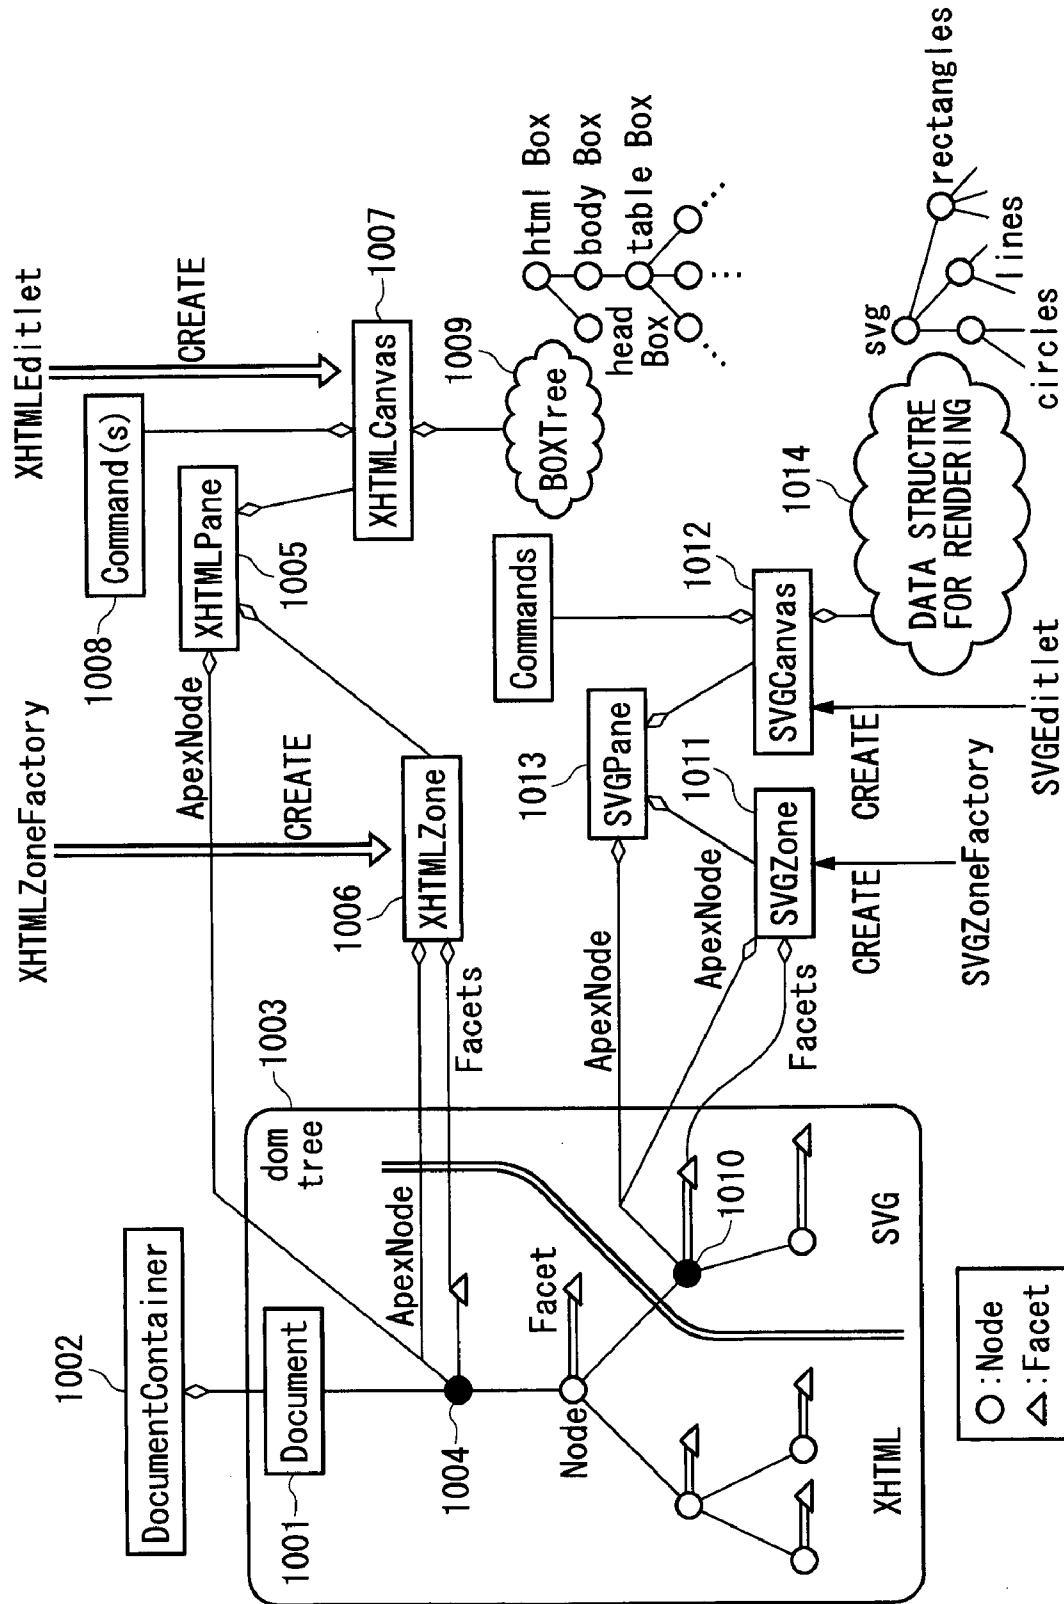 XHTMLZoneFactory
XHTMLEditlet
CREATE
CREATE
1002
DocumentContainer
1008
Command(s)
ApexNode
XHTMLPane
1005
1007
XHTMLCanvas
1001
Document
1003
dom
tree
1006
XHTMLZone
ApexNode
Facets
1009
BOXTree
html Box
body Box
table Box
head
Box
1004
Node
Facet
1010
XHTML
SVG
ApexNode
1013
SVGPane
Commands
ApexNode
Facets
1011
SVGZone
1012
SVGCanvas
1014
DATA STRUCTRE
FOR RENDERING
svg
rectangles
lines
circles
CREATE
CREATE
SVGZoneFactory
SVGEditlet
:Node
:Facet